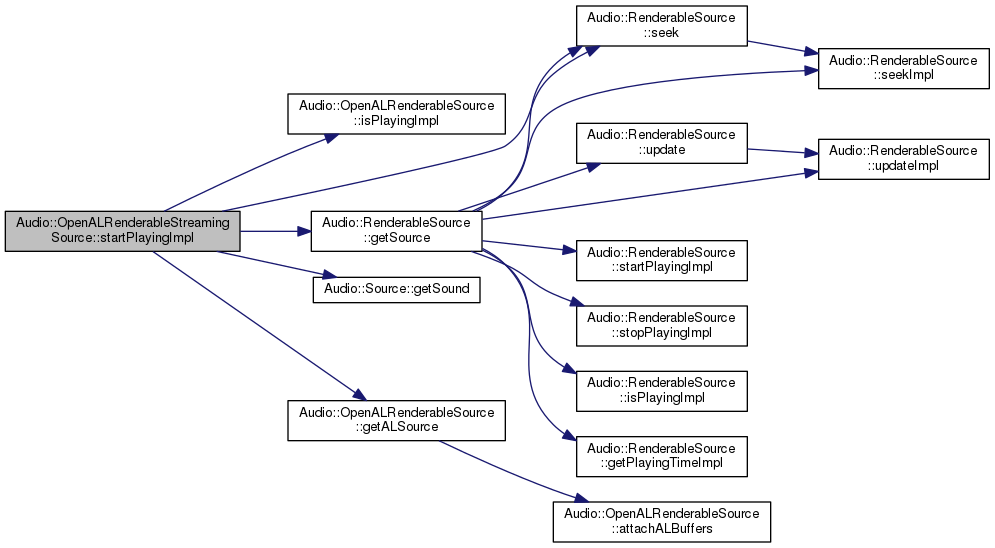 Audio::OpenALRenderableStreaming
Source::startPlayingImpl
Audio::OpenALRenderableSource
::isPlayingImpl
Audio::RenderableSource
::getSource
Audio::Source::getSound
Audio::OpenALRenderableSource
::getALSource
Audio::RenderableSource
::seek
Audio::RenderableSource
::update
Audio::RenderableSource
::startPlayingImpl
Audio::RenderableSource
::stopPlayingImpl
Audio::RenderableSource
::isPlayingImpl
Audio::RenderableSource
::getPlayingTimeImpl
Audio::OpenALRenderableSource
::attachALBuffers
Audio::RenderableSource
::seekImpl
Audio::RenderableSource
::updateImpl